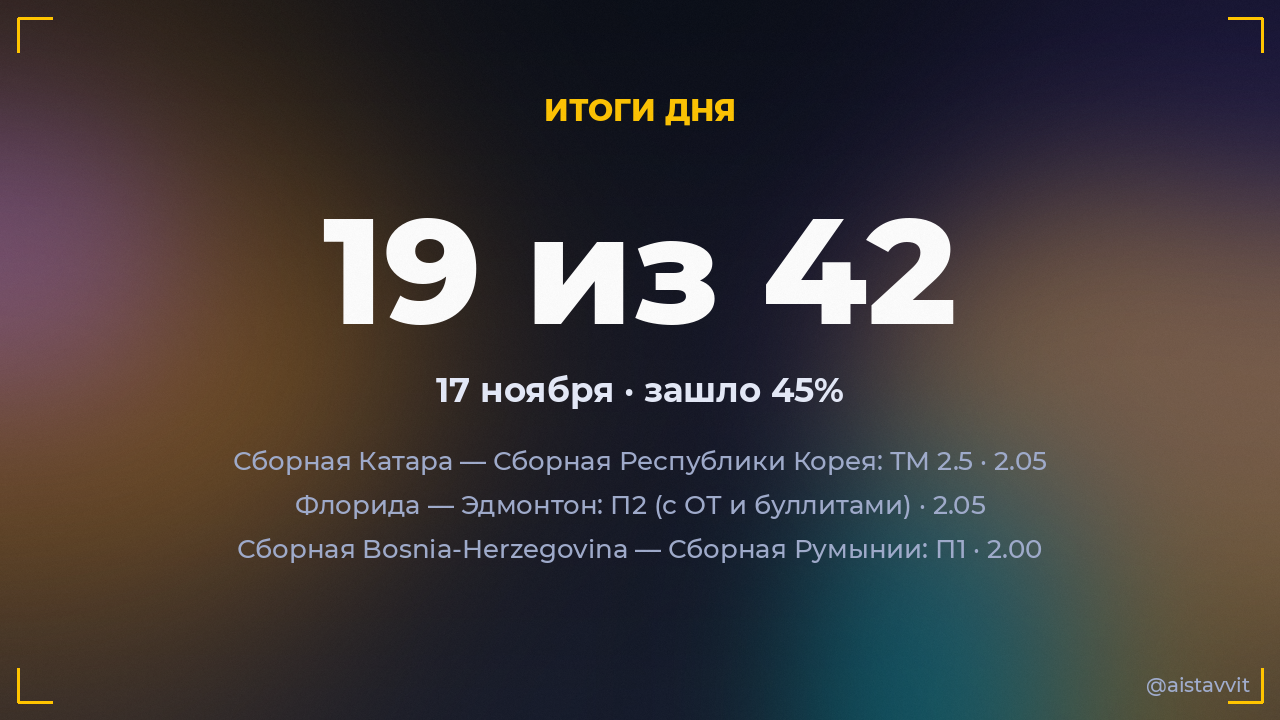 ИТОГИ ДНЯ
19 из 42
17 ноября · зашло 45%
Сборная Катара — Сборная Республики Корея: ТМ 2.5 · 2.05
Флорида — Эдмонтон: П2 (с ОТ и буллитами) · 2.05
Сборная Bosnia-Herzegovina — Сборная Румынии: П1 · 2.00
@aistavvit